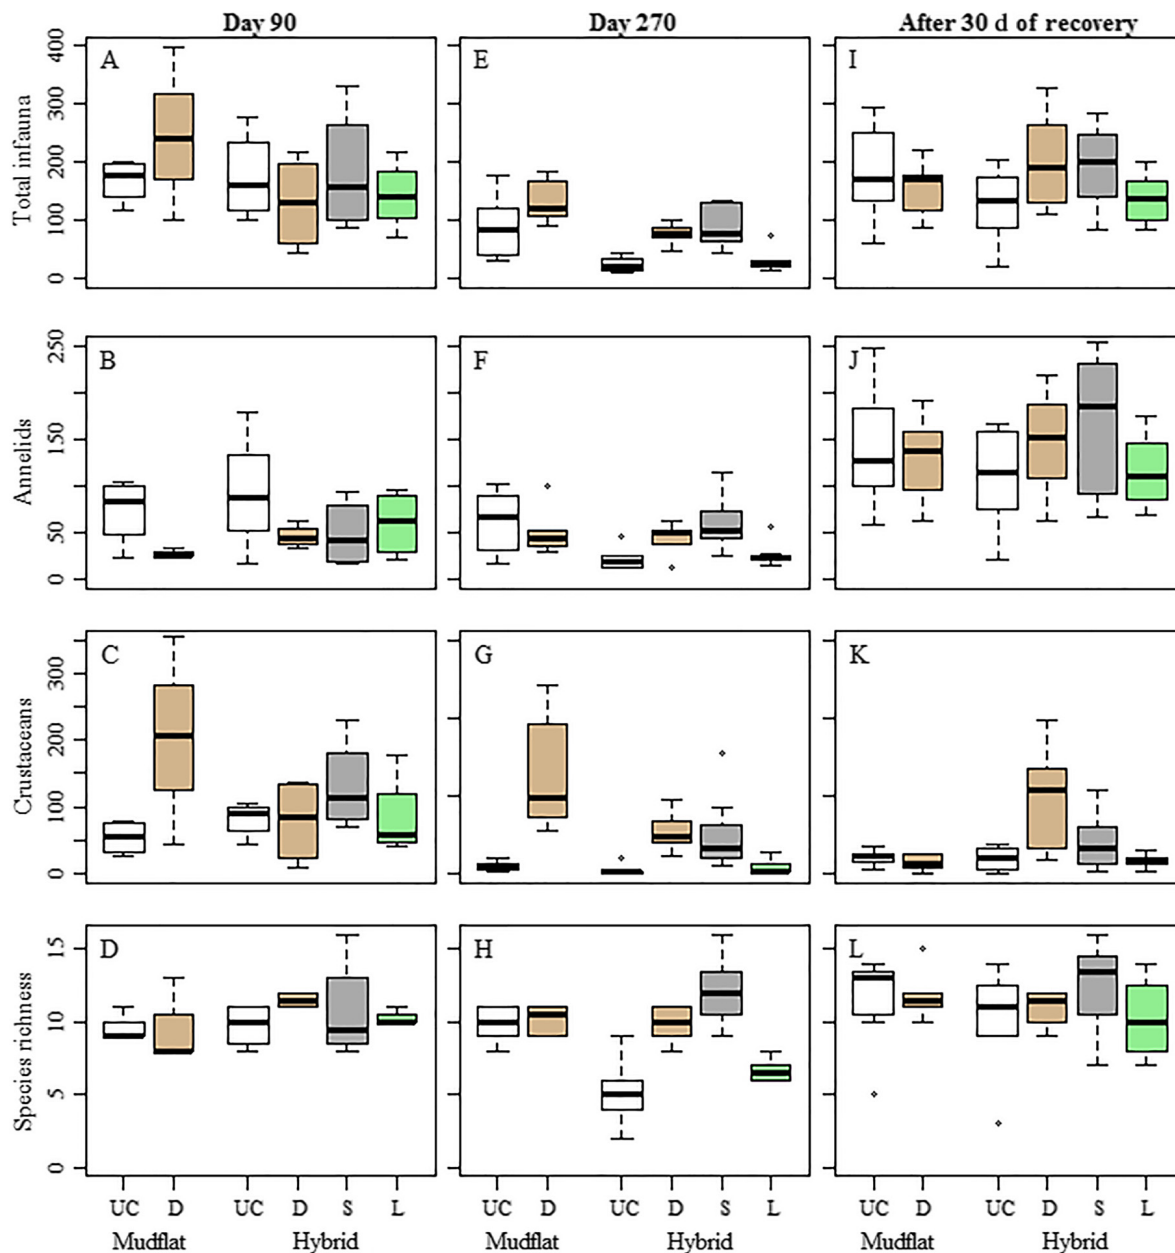 Day 90 Day 270 After 30 d of recovery
Total infauna 0 100 200 300 400 A E I
Annelids 0 50 150 250 B F J
Crustaceans 0 100 200 300 C G K
Species richness 0 5 10 15 D H L
UC D UC D S L UC D UC D S L UC D UC D S L
Mudflat Hybrid Mudflat Hybrid Mudflat Hybrid